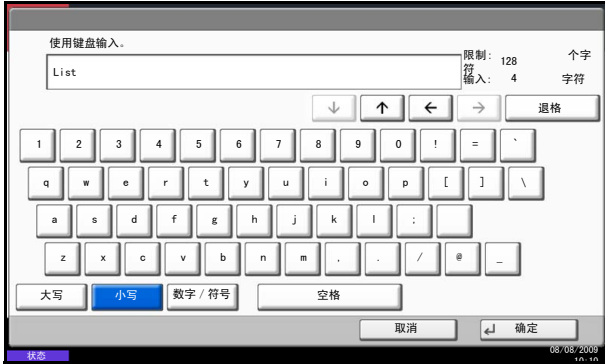 使用键盘输入。
List
限制: 128 个字符
输入: 4 字符
↓ ↑ ← → 退格
1 2 3 4 5 6 7 8 9 0 ! = `
q w e r t y u i o p [ ] \
a s d f g h j k l ;
z x c v b n m , . / @ _
大写 小写 数字 / 符号 空格
取消 确定
状态 08/08/2009
10:10